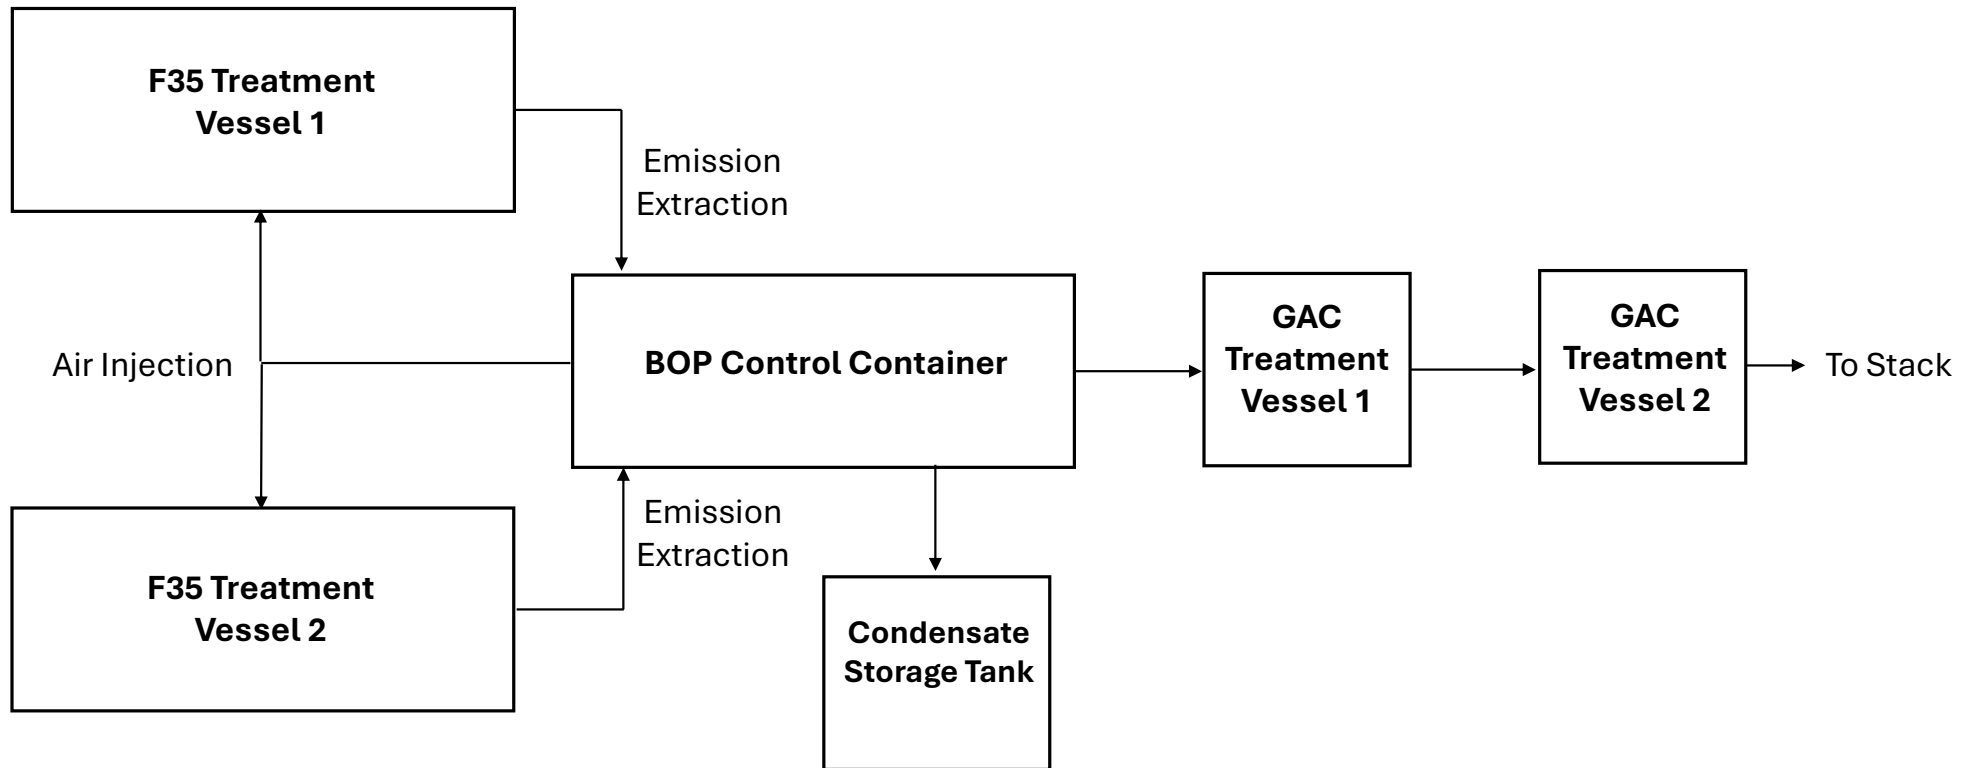 F35 Treatment
Vessel 1
Emission
Extraction
Air Injection
BOP Control Container
GAC
Treatment
Vessel 1
GAC
Treatment
Vessel 2
To Stack
Emission
Extraction
F35 Treatment
Vessel 2
Condensate
Storage Tank